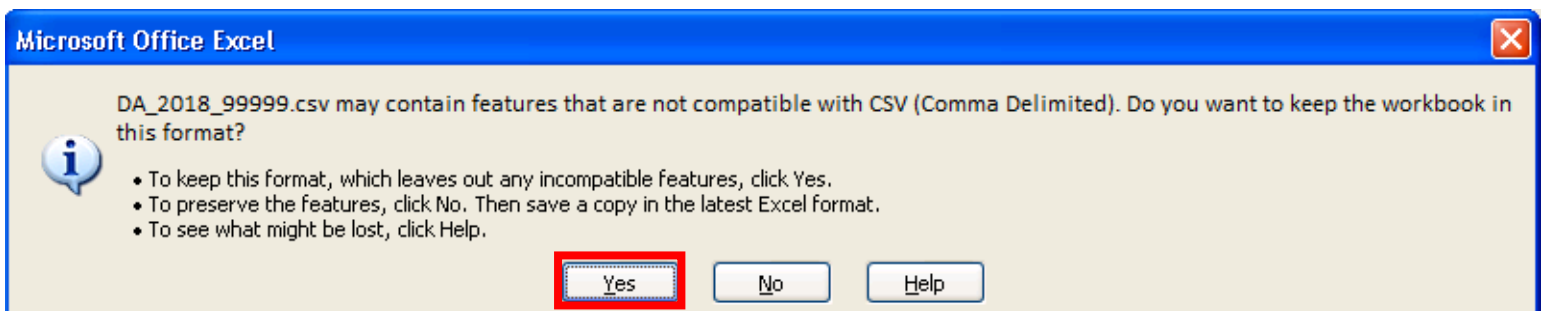 Microsoft Office Excel
DA_2018_99999.csv may contain features that are not compatible with CSV (Comma Delimited). Do you want to keep the workbook in
this format?
• To keep this format, which leaves out any incompatible features, click Yes.
• To preserve the features, click No. Then save a copy in the latest Excel format.
• To see what might be lost, click Help.
Yes No Help